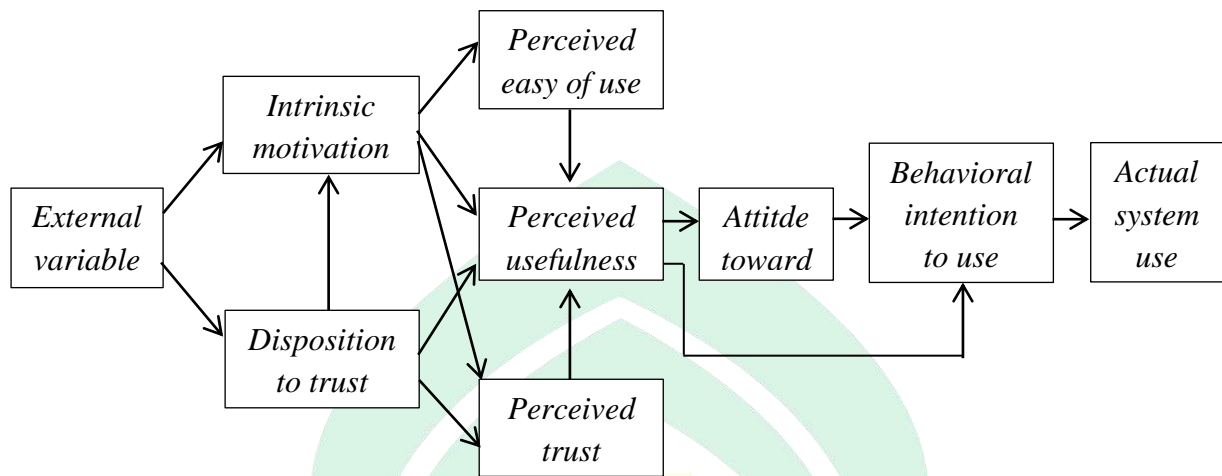 Perceived
easy of use
Intrinsic
motivation
External
variable
Perceived
usefulness
Attitde
toward
Behavioral
intention
to use
Actual
system
use
Disposition
to trust
Perceived
trust